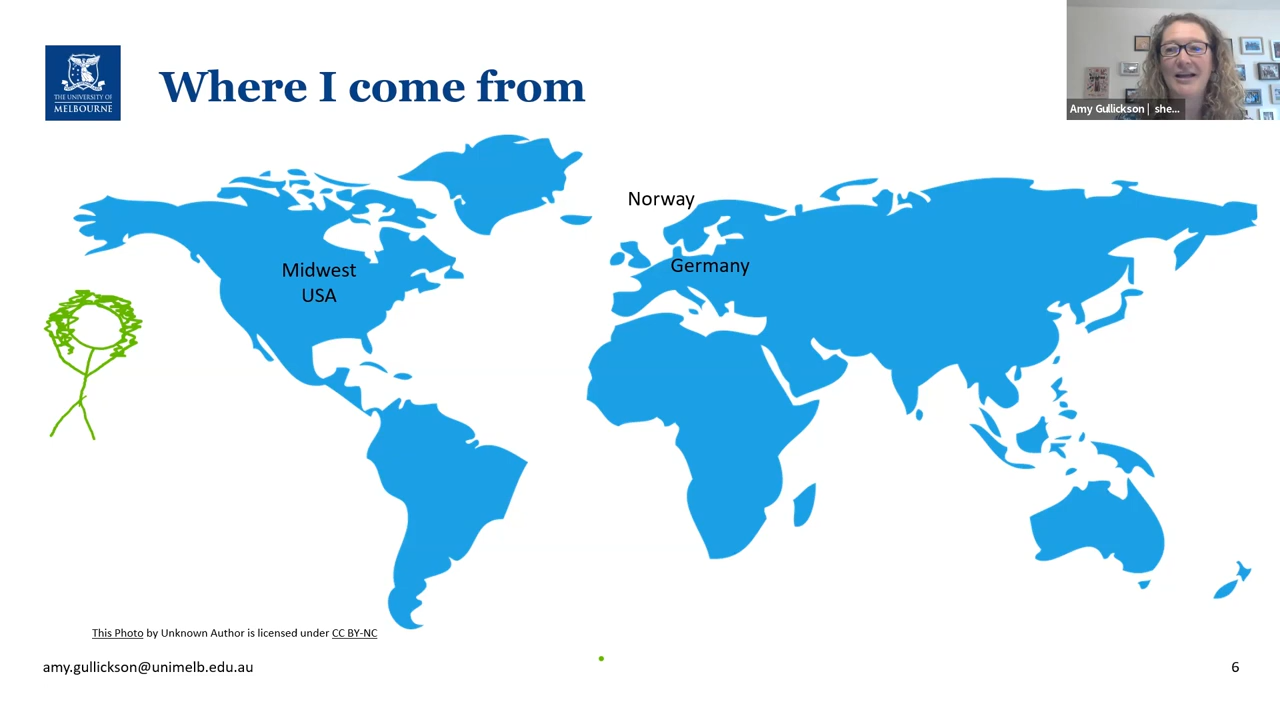 THE UNIVERSITY OF
MELBOURNE
Where I come from
Amy Gullickson | she...
Norway
Germany
Midwest
USA
This Photo by Unknown Author is licensed under CC BY-NC
amy.gullickson@unimelb.edu.au
6